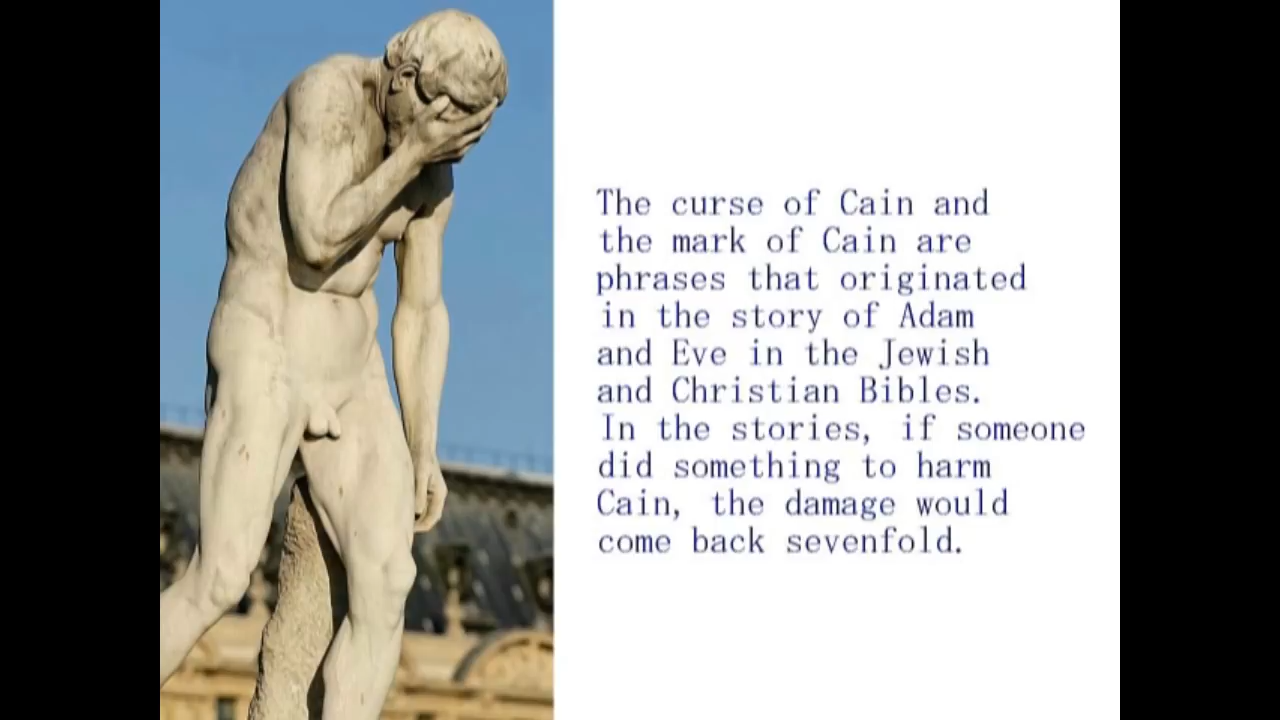 The curse of Cain and
the mark of Cain are
phrases that originated
in the story of Adam
and Eve in the Jewish
and Christian Bibles.
In the stories, if someone
did something to harm
Cain, the damage would
come back sevenfold.